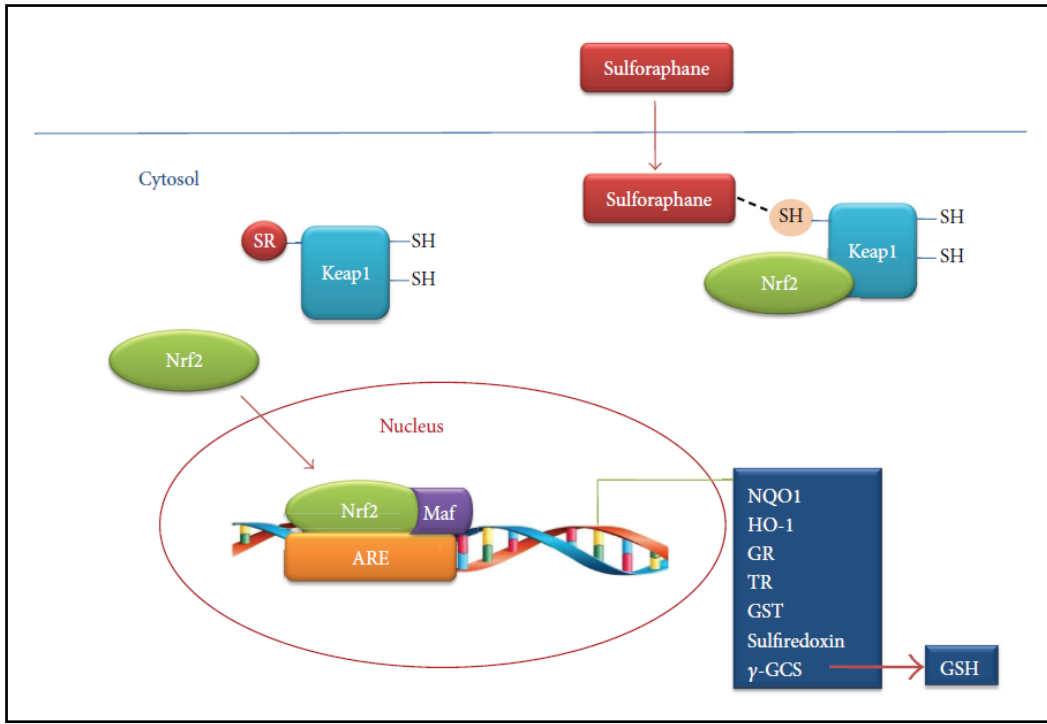 Sulforaphane
Cytosol
Sulforaphane
SH
SH
Keap1
SH
Nrf2
SR
SH
Keap1
SH
Nrf2
Nucleus
Nrf2
Maf
ARE
NQO1
HO-1
GR
TR
GST
Sulfiredoxin
γ-GCS
GSH